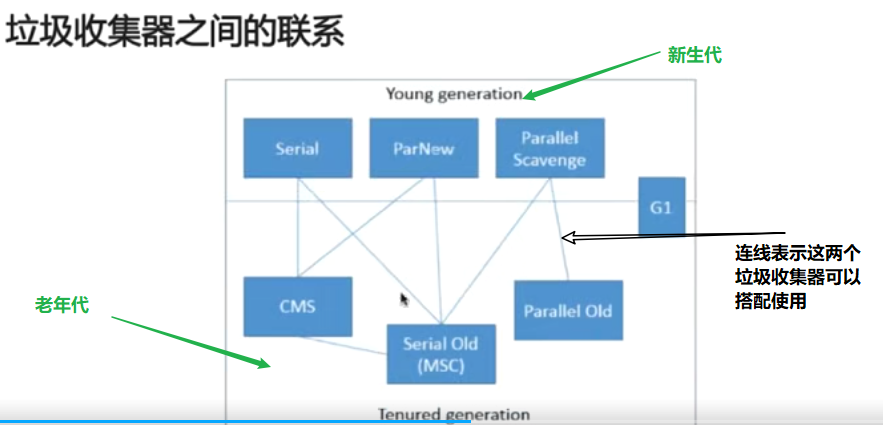 垃圾收集器之间的联系
新生代
Young generation
Serial
ParNew
Parallel
Scavenge
G1
连线表示这两个
垃圾收集器可以
搭配使用
老年代
CMS
Parallel Old
Serial Old
(MSC)
Tenured generation